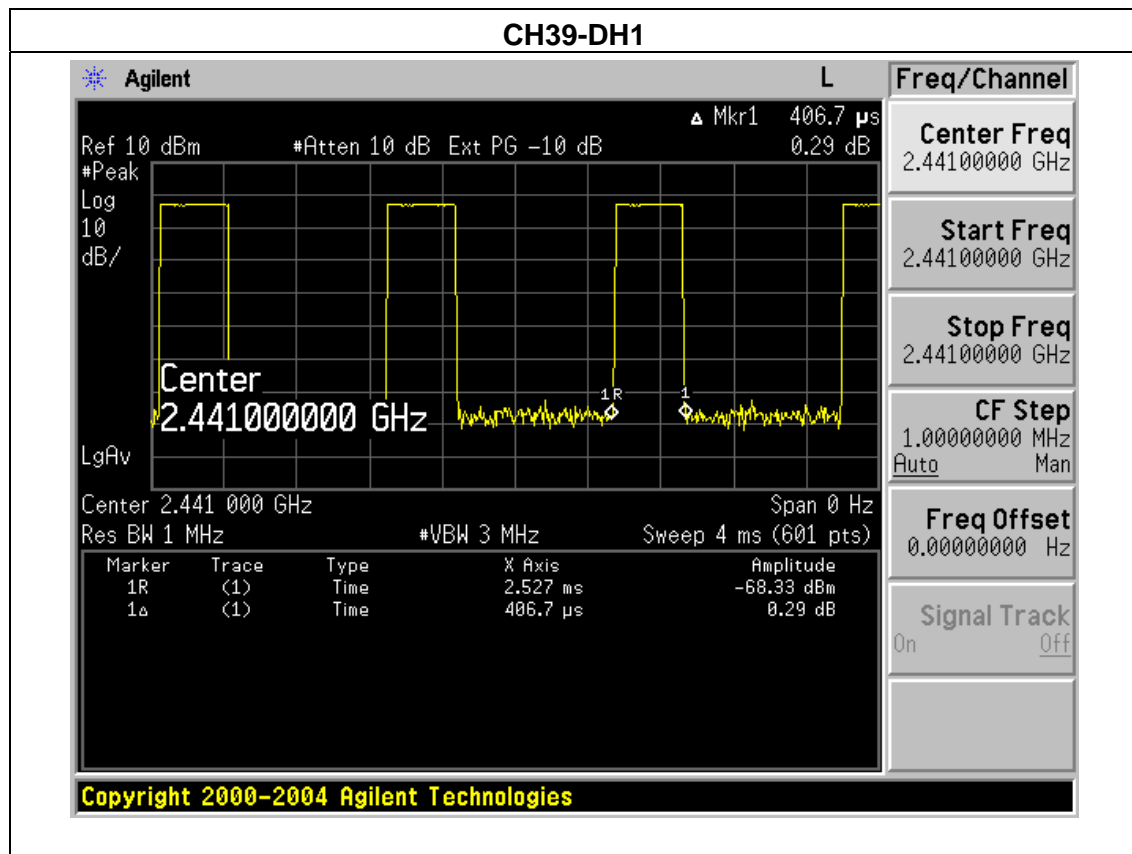 CH39-DH1
Agilent L Freq/Channel
Δ Mkr1 406.7 µs
Ref 10 dBm #Atten 10 dB Ext PG -10 dB 0.29 dB
#Peak
Log
10
dB/
Center
2.441000000 GHz
1R 1
LgAv
Center 2.441 000 GHz Span 0 Hz
Res BW 1 MHz #VBW 3 MHz Sweep 4 ms (601 pts)
Marker Trace Type X Axis Amplitude
1R (1) Time 2.527 ms -68.33 dBm
1Δ (1) Time 406.7 µs 0.29 dB
Center Freq
2.44100000 GHz
Start Freq
2.44100000 GHz
Stop Freq
2.44100000 GHz
CF Step
1.00000000 MHz
Auto Man
Freq Offset
0.00000000 Hz
Signal Track
On Off
Copyright 2000-2004 Agilent Technologies